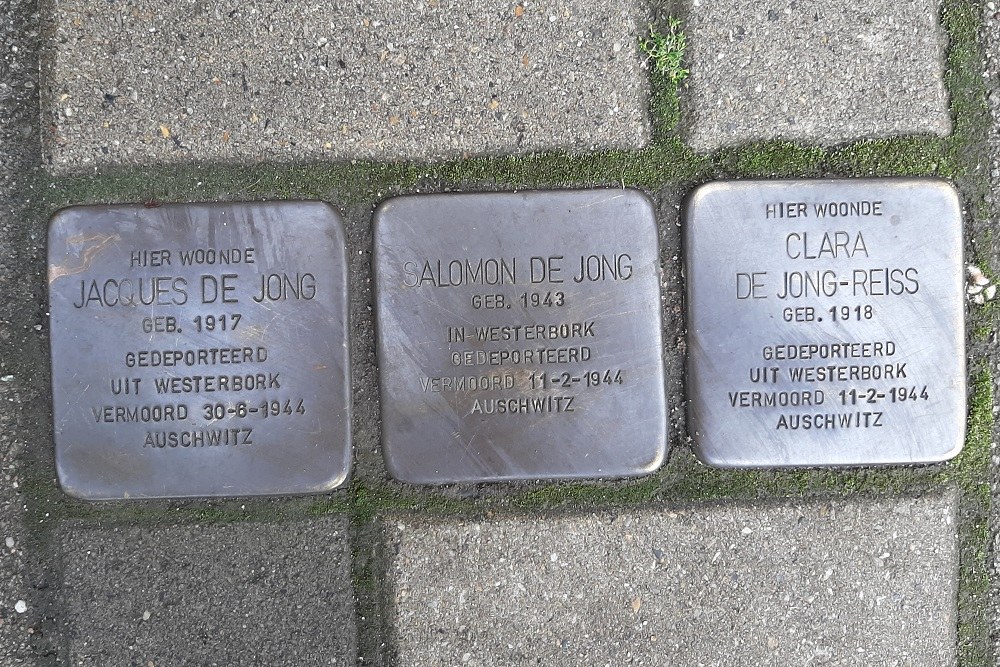 HIER WOONDE
JACQUES DE JONG
GEB. 1917
GEDEPORTEERD
UIT WESTERBORK
VERMOORD 30-6-1944
AUSCHWITZ
SALOMON DE JONG
GEB. 1943
IN WESTERBORK
GEDEPORTEERD
VERMOORD 11-2-1944
AUSCHWITZ
HIER WOONDE
CLARA
DE JONG-REISS
GEB. 1918
GEDEPORTEERD
UIT WESTERBORK
VERMOORD 11-2-1944
AUSCHWITZ